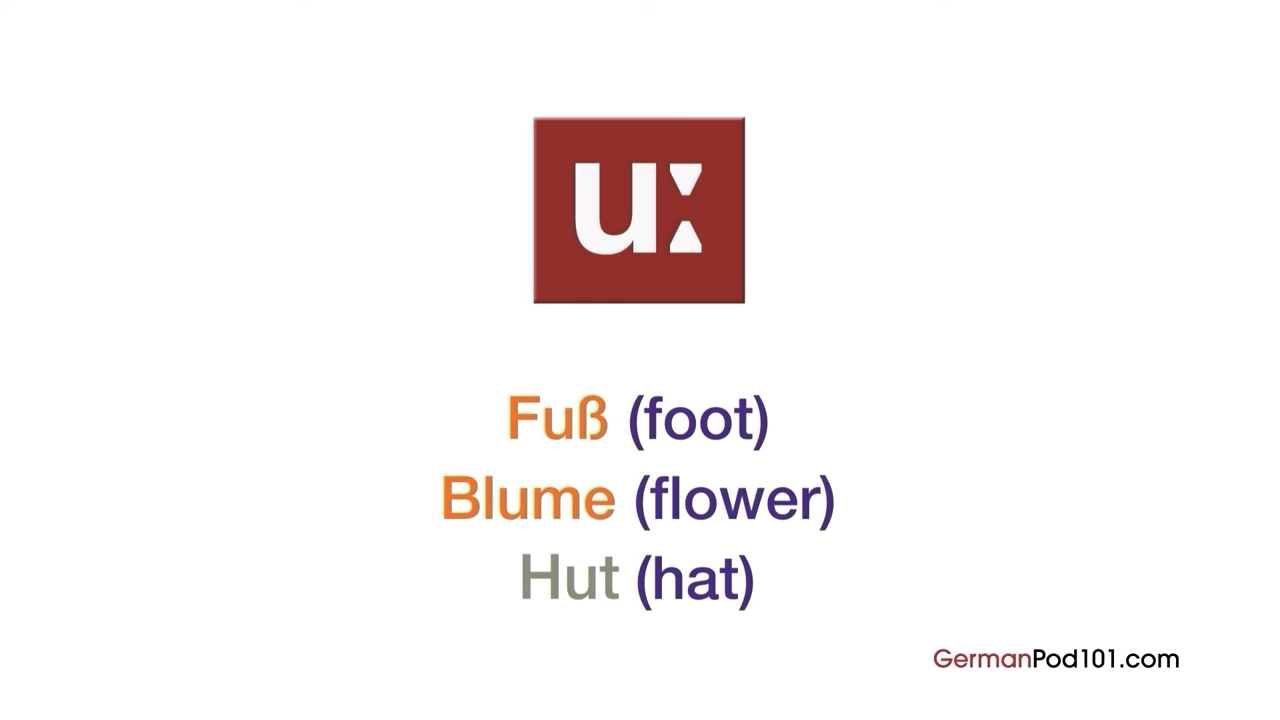 uː
Fuß (foot)
Blume (flower)
Hut (hat)
GermanPod101.com